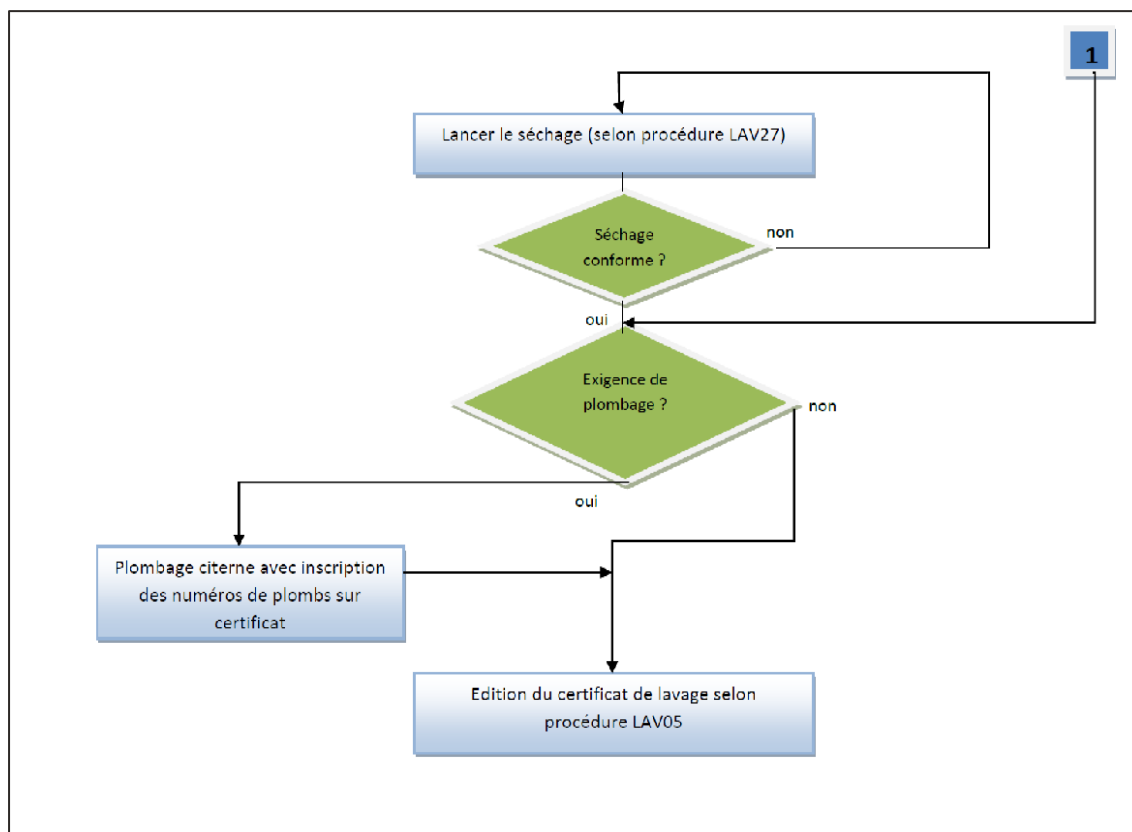 1
Lancer le séchage (selon procédure LAV27)
Séchage
conforme ?
non
oui
Exigence de
plombage ?
non
oui
Plombage citerne avec inscription
des numéros de plombs sur
certificat
Edition du certificat de lavage selon
procédure LAV05